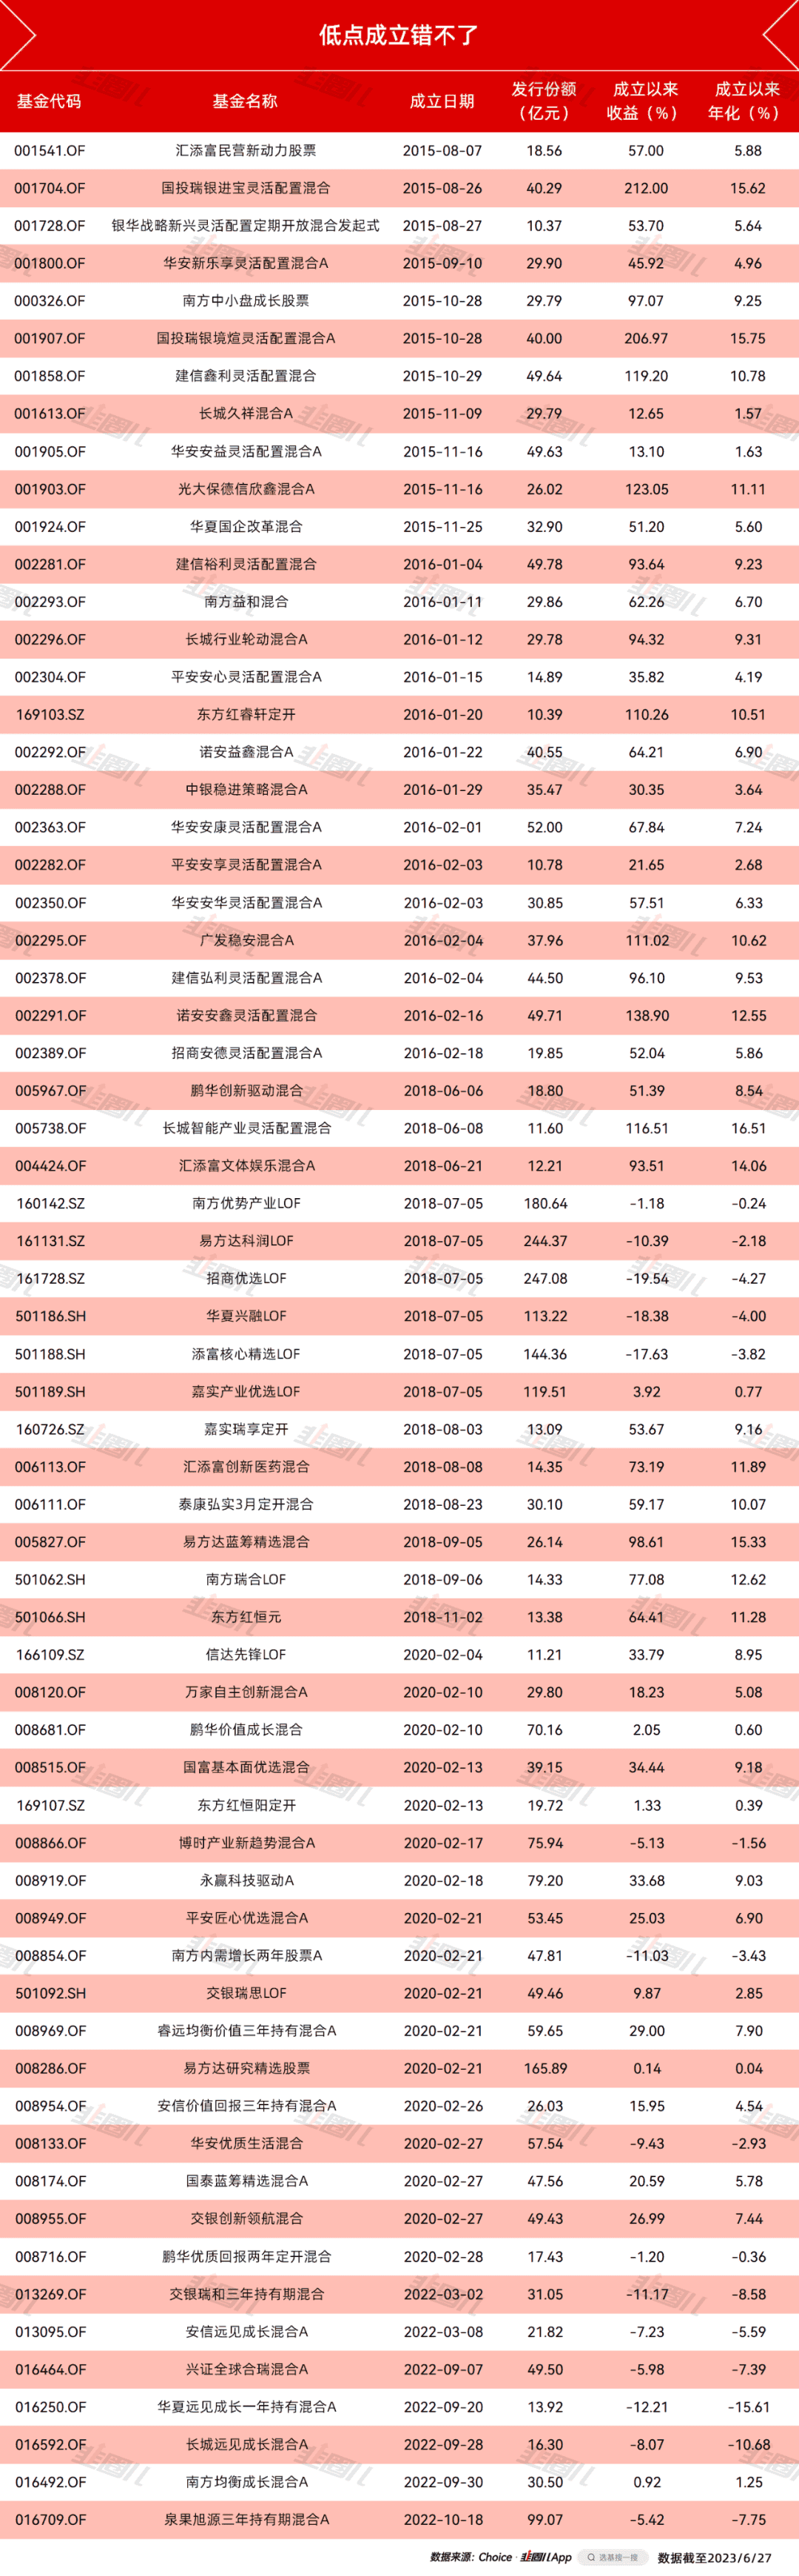 低点成立错不了
基金代码 基金名称 成立日期 发行份额（亿元） 成立以来收益（%） 成立以来年化（%）
001541.OF 汇添富民营新动力股票 2015-08-07 18.56 57.00 5.88
001704.OF 国投瑞银进宝灵活配置混合 2015-08-26 40.29 212.00 15.62
001728.OF 银华战略新兴灵活配置定期开放混合发起式 2015-08-27 10.37 53.70 5.64
001800.OF 华安新乐享灵活配置混合A 2015-09-10 29.90 45.92 4.96
000326.OF 南方中小盘成长股票 2015-10-28 29.79 97.07 9.25
001907.OF 国投瑞银境煊灵活配置混合A 2015-10-28 40.00 206.97 15.75
001858.OF 建信鑫利灵活配置混合 2015-10-29 49.64 119.20 10.78
001613.OF 长城久祥混合A 2015-11-09 29.79 12.65 1.57
001905.OF 华安安益灵活配置混合A 2015-11-16 49.63 13.10 1.63
001903.OF 光大保德信欣鑫混合A 2015-11-16 26.02 123.05 11.11
001924.OF 华夏国企改革混合 2015-11-25 32.90 51.20 5.60
002281.OF 建信裕利灵活配置混合 2016-01-04 49.78 93.64 9.23
002293.OF 南方益和混合 2016-01-11 29.86 62.26 6.70
002296.OF 长城行业轮动混合A 2016-01-12 29.78 94.32 9.31
002304.OF 平安安心灵活配置混合A 2016-01-15 14.89 35.82 4.19
169103.SZ 东方红睿轩定开 2016-01-20 10.39 110.26 10.51
002292.OF 诺安益鑫混合A 2016-01-22 40.55 64.21 6.90
002288.OF 中银稳进策略混合A 2016-01-29 35.47 30.35 3.64
002363.OF 华安安康灵活配置混合A 2016-02-01 52.00 67.84 7.24
002282.OF 平安安享灵活配置混合A 2016-02-03 10.78 21.65 2.68
002350.OF 华安安华灵活配置混合A 2016-02-03 30.85 57.51 6.33
002295.OF 广发稳安混合A 2016-02-04 37.96 111.02 10.62
002378.OF 建信弘利灵活配置混合A 2016-02-04 44.50 96.10 9.53
002291.OF 诺安安鑫灵活配置混合 2016-02-16 49.71 138.90 12.55
002389.OF 招商安德灵活配置混合A 2016-02-18 19.85 52.04 5.86
005967.OF 鹏华创新驱动混合 2018-06-06 18.80 51.39 8.54
005738.OF 长城智能产业灵活配置混合 2018-06-08 11.60 116.51 16.51
004424.OF 汇添富文体娱乐混合A 2018-06-21 12.21 93.51 14.06
160142.SZ 南方优势产业LOF 2018-07-05 180.64 -1.18 -0.24
161131.SZ 易方达科润LOF 2018-07-05 244.37 -10.39 -2.18
161728.SZ 招商优选LOF 2018-07-05 247.08 -19.54 -4.27
501186.SH 华夏兴融LOF 2018-07-05 113.22 -18.38 -4.00
501188.SH 添富核心精选LOF 2018-07-05 144.36 -17.63 -3.82
501189.SH 嘉实产业优选LOF 2018-07-05 119.51 3.92 0.77
160726.SZ 嘉实瑞享定开 2018-08-03 13.09 53.67 9.16
006113.OF 汇添富创新医药混合 2018-08-08 14.35 73.19 11.89
006111.OF 泰康弘实3月定开混合 2018-08-23 30.10 59.17 10.07
005827.OF 易方达蓝筹精选混合 2018-09-05 26.14 98.61 15.33
501062.SH 南方瑞合LOF 2018-09-06 14.33 77.08 12.62
501066.SH 东方红恒元 2018-11-02 13.38 64.41 11.28
166109.SZ 信达先锋LOF 2020-02-04 11.21 33.79 8.95
008120.OF 万家自主创新混合A 2020-02-10 29.80 18.23 5.08
008681.OF 鹏华价值成长混合 2020-02-10 70.16 2.05 0.60
008515.OF 国富基本面优选混合 2020-02-13 39.15 34.44 9.18
169107.SZ 东方红恒阳定开 2020-02-13 19.72 1.33 0.39
008866.OF 博时产业新趋势混合A 2020-02-17 75.94 -5.13 -1.56
008919.OF 永赢科技驱动A 2020-02-18 79.20 33.68 9.03
008949.OF 平安匠心优选混合A 2020-02-21 53.45 25.03 6.90
008854.OF 南方内需增长两年股票A 2020-02-21 47.81 -11.03 -3.43
501092.SH 交银瑞思LOF 2020-02-21 49.46 9.87 2.85
008969.OF 睿远均衡价值三年持有混合A 2020-02-21 59.65 29.00 7.90
008286.OF 易方达研究精选股票 2020-02-21 165.89 0.14 0.04
008954.OF 安信价值回报三年持有混合A 2020-02-26 26.03 15.95 4.54
008133.OF 华安优质生活混合 2020-02-27 57.54 -9.43 -2.93
008174.OF 国泰蓝筹精选混合A 2020-02-27 47.56 20.59 5.78
008955.OF 交银创新领航混合 2020-02-27 49.43 26.99 7.44
008716.OF 鹏华优质回报两年定开混合 2020-02-28 17.43 -1.20 -0.36
013269.OF 交银瑞和三年持有期混合 2022-03-02 31.05 -11.17 -8.58
013095.OF 安信远见成长混合A 2022-03-08 21.82 -7.23 -5.59
016464.OF 兴证全球合瑞混合A 2022-09-07 49.50 -5.98 -7.39
016250.OF 华夏远见成长一年持有混合A 2022-09-20 13.92 -12.21 -15.61
016592.OF 长城远见成长混合A 2022-09-28 16.30 -8.07 -10.68
016492.OF 南方均衡成长混合A 2022-09-30 30.50 0.92 1.25
016709.OF 泉果旭源三年持有期混合A 2022-10-18 99.07 -5.42 -7.75
数据来源：Choice · 韭圈儿App 选基搜一搜 数据截至2023/6/27